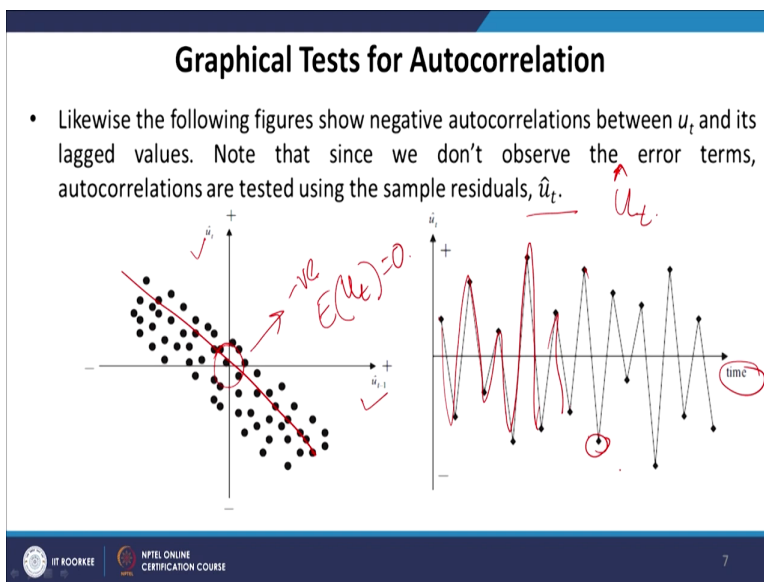 Graphical Tests for Autocorrelation
• Likewise the following figures show negative autocorrelations between uₜ and its
lagged values. Note that since we don't observe the error terms,
autocorrelations are tested using the sample residuals, ûₜ.
uₜ.
+
ûₜ
-ve
E(uₜ)=0.
−
+
ûₜ₋₁
−
ûₜ
+
time
−
IIT ROORKEE
NPTEL ONLINE
CERTIFICATION COURSE
7